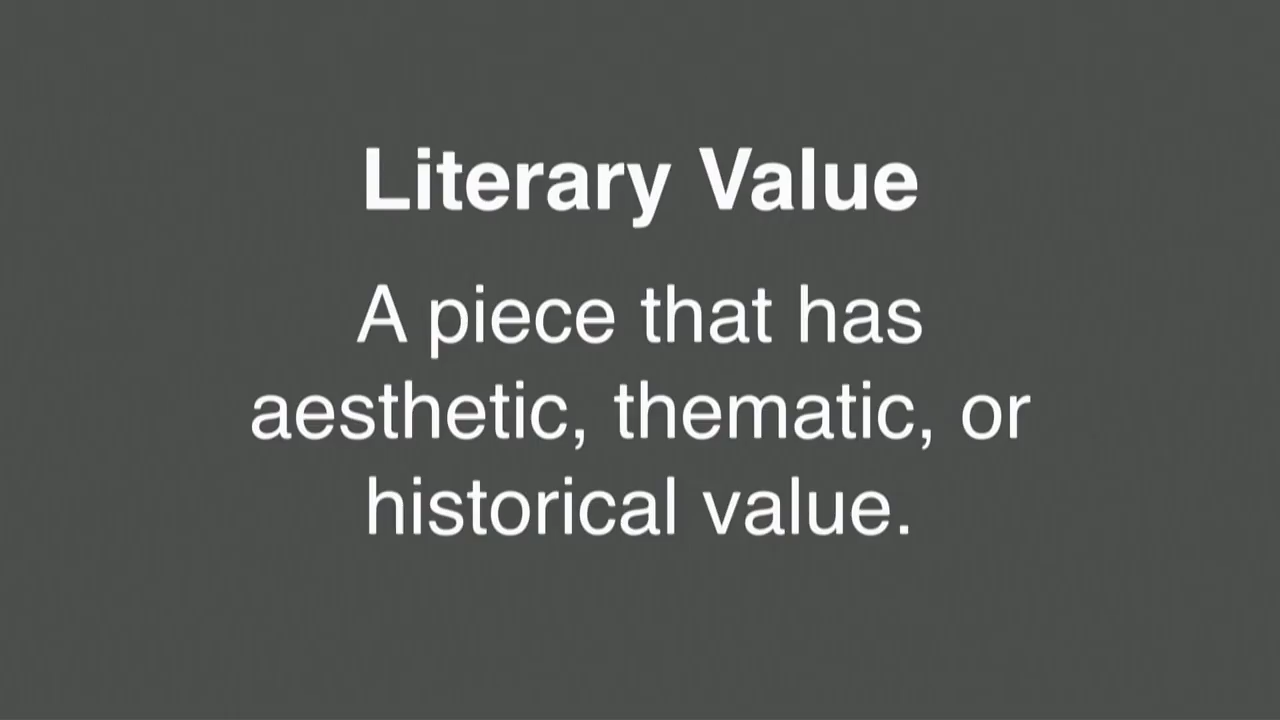 Literary Value
A piece that has
aesthetic, thematic, or
historical value.